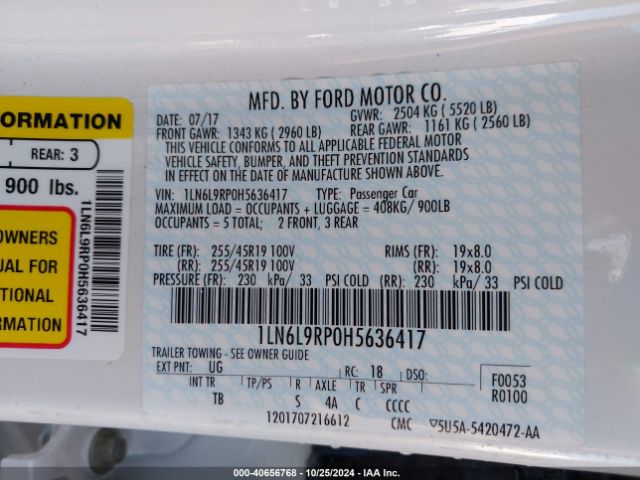 ORMATION
REAR: 3
900 lbs.
OWNERS
UAL FOR
TIONAL
RMATION
1LN6L9RP0H5636417
MFD. BY FORD MOTOR CO.
DATE: 07/17 GVWR: 2504 KG ( 5520 LB)
FRONT GAWR: 1343 KG ( 2960 LB) REAR GAWR: 1161 KG ( 2560 LB)
THIS VEHICLE CONFORMS TO ALL APPLICABLE FEDERAL MOTOR
VEHICLE SAFETY, BUMPER, AND THEFT PREVENTION STANDARDS
IN EFFECT ON THE DATE OF MANUFACTURE SHOWN ABOVE.
VIN: 1LN6L9RP0H5636417 TYPE: Passenger Car
MAXIMUM LOAD = OCCUPANTS + LUGGAGE = 408KG/ 900LB
OCCUPANTS = 5 TOTAL; 2 FRONT, 3 REAR
TIRE (FR): 255/45R19 100V RIMS (FR): 19x8.0
(RR): 255/45R19 100V (RR): 19x8.0
PRESSURE (FR): 230 kPa/ 33 PSI COLD (RR): 230 kPa/ 33 PSI COLD
1LN6L9RP0H5636417
TRAILER TOWING - SEE OWNER GUIDE
EXT PNT: UG RC: 18 DSO: F0053
INT TR TP/PS R AXLE TR SPR R0100
TB S 4A C CCCC
1201707216612 CMC 5U5A-5420472-AA
000-40656768 - 10/25/2024 - IAA Inc.